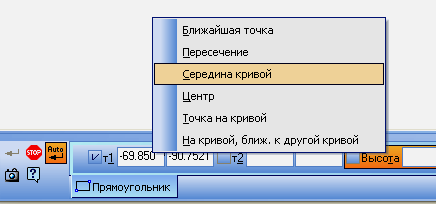 Ближайшая точка
Пересечение
Середина кривой
Центр
Точка на кривой
На кривой, ближ. к другой кривой
STOP Auto т1 -69.850 -90.7521 т2 Высота
Прямоугольник